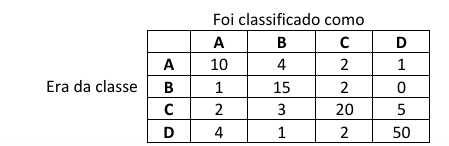 Foi classificado como
A B C D
A 10 4 2 1
Era da classe
B 1 15 2 0
C 2 3 20 5
D 4 1 2 50